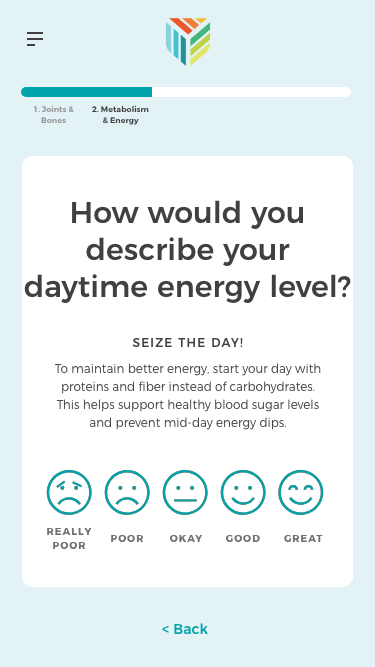 1. Joints &
Bones
2. Metabolism
& Energy
How would you
describe your
daytime energy level?
SEIZE THE DAY!
To maintain better energy, start your day with
proteins and fiber instead of carbohydrates.
This helps support healthy blood sugar levels
and prevent mid-day energy dips.
REALLY
POOR
POOR
OKAY
GOOD
GREAT
< Back